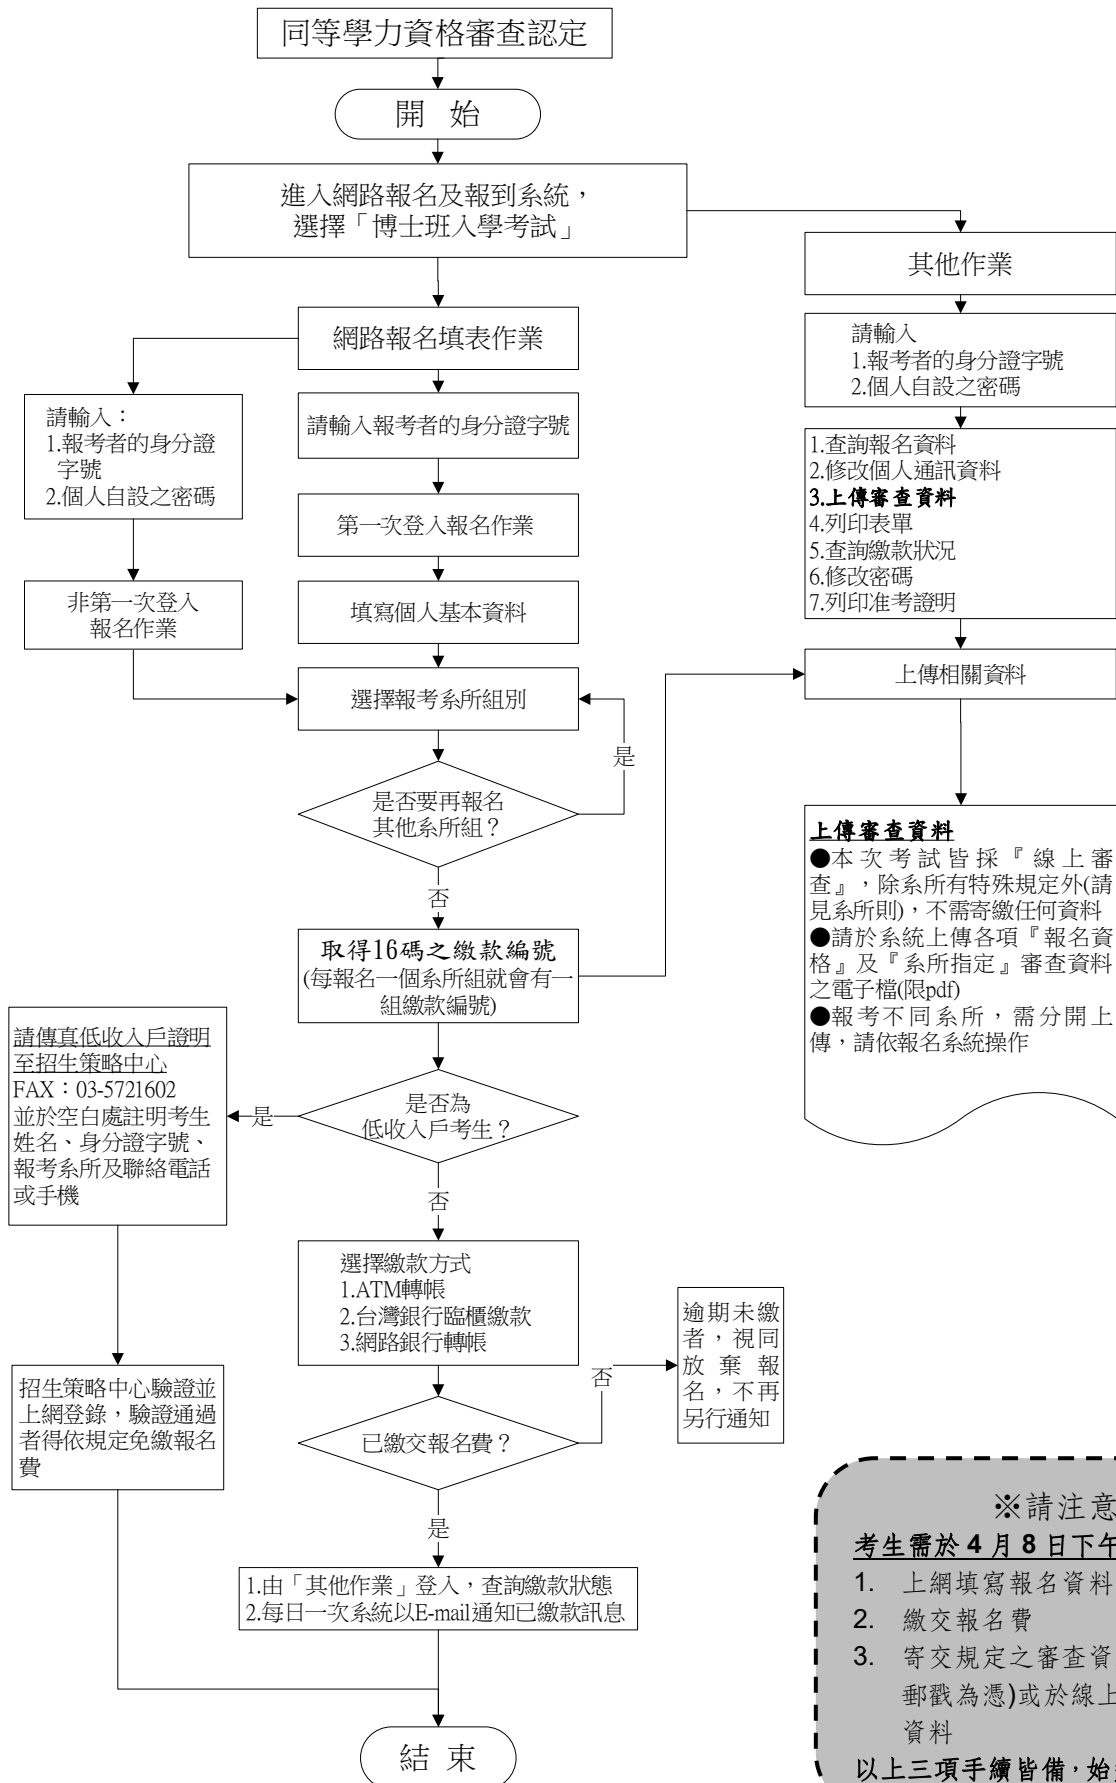 同等學力資格審查認定
開 始
進入網路報名及報到系統，
選擇「博士班入學考試」
其他作業
網路報名填表作業
請輸入
1.報考者的身分證字號
2.個人自設之密碼
請輸入：
1.報考者的身分證
字號
2.個人自設之密碼
請輸入報考者的身分證字號
1.查詢報名資料
2.修改個人通訊資料
3.上傳審查資料
4.列印表單
5.查詢繳款狀況
6.修改密碼
7.列印准考證明
第一次登入報名作業
非第一次登入
報名作業
填寫個人基本資料
選擇報考系所組別
上傳相關資料
是
是否要再報名
其他系所組？
否
上傳審查資料
●本次考試皆採『線上審
查』，除系所有特殊規定外(請
見系所則)，不需寄繳任何資料
●請於系統上傳各項『報名資
格』及『系所指定』審查資料
之電子檔(限pdf)
●報考不同系所，需分開上
傳，請依報名系統操作
取得16碼之繳款編號
(每報名一個系所組就會有一
組繳款編號)
請傳真低收入戶證明
至招生策略中心
FAX：03-5721602
並於空白處註明考生
姓名、身分證字號、
報考系所及聯絡電話
或手機
是
是否為
低收入戶考生？
否
選擇繳款方式
1.ATM轉帳
2.台灣銀行臨櫃繳款
3.網路銀行轉帳
逾期未繳
者，視同
放棄報
名，不再
另行通知
否
招生策略中心驗證並
上網登錄，驗證通過
者得依規定免繳報名
費
已繳交報名費？
是
1.由「其他作業」登入，查詢繳款狀態
2.每日一次系統以E-mail通知已繳款訊息
結 束
※請注意
考生需於 4 月 8 日下午
1. 上網填寫報名資料
2. 繳交報名費
3. 寄交規定之審查資
郵戳為憑)或於線上
資料
以上三項手續皆備，始